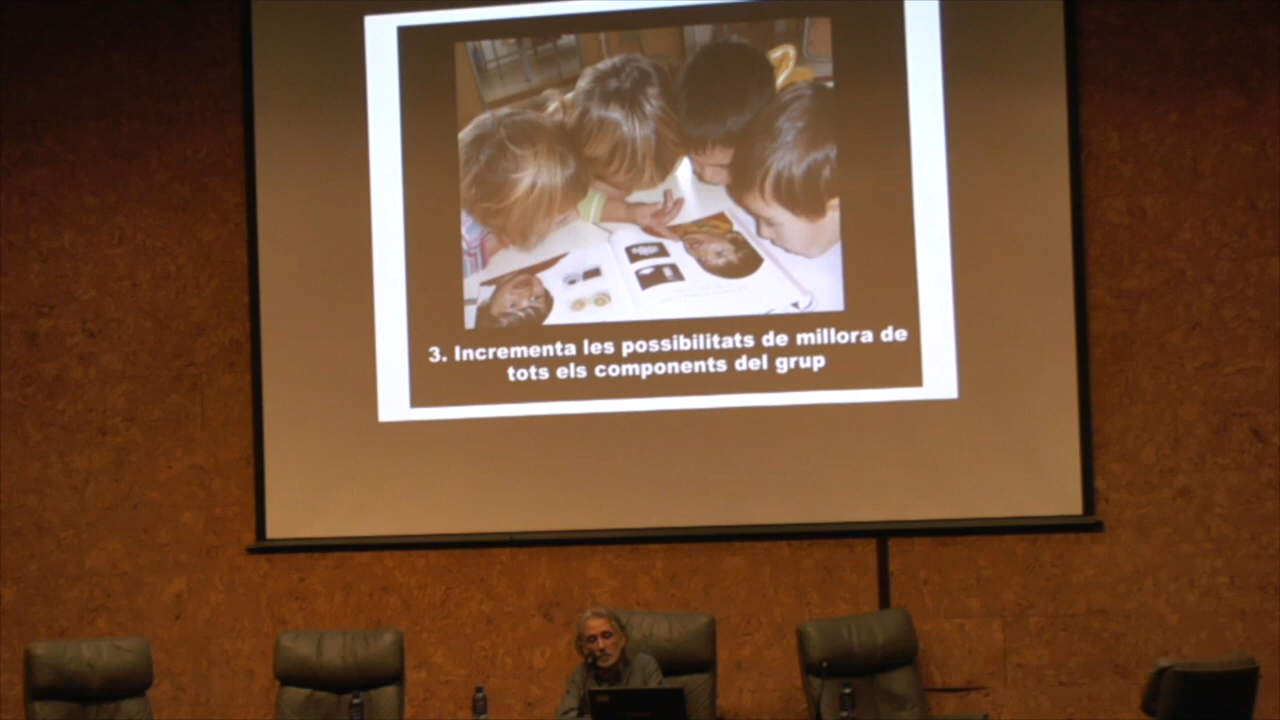 3. Incrementa les possibilitats de millora de
tots els components del grup